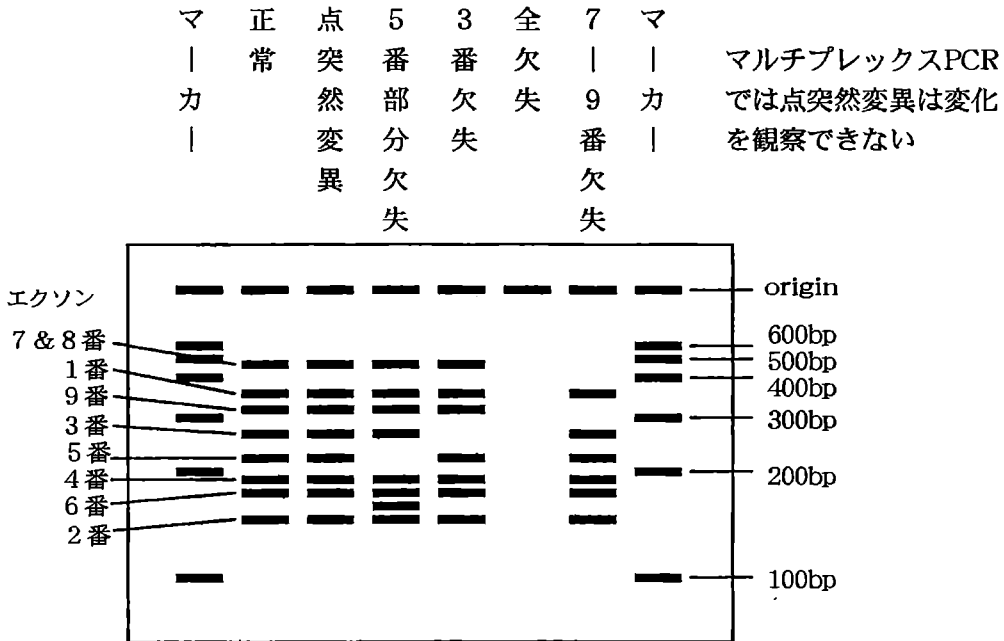 マーカー
正常
点突然変異
5番部分欠失
3番欠失
全欠失
7ー9番欠失
マーカー
マルチプレックスPCR
では点突然変異は変化
を観察できない
エクソン
7&8番
1番
9番
3番
5番
4番
6番
2番
origin
600bp
500bp
400bp
300bp
200bp
100bp